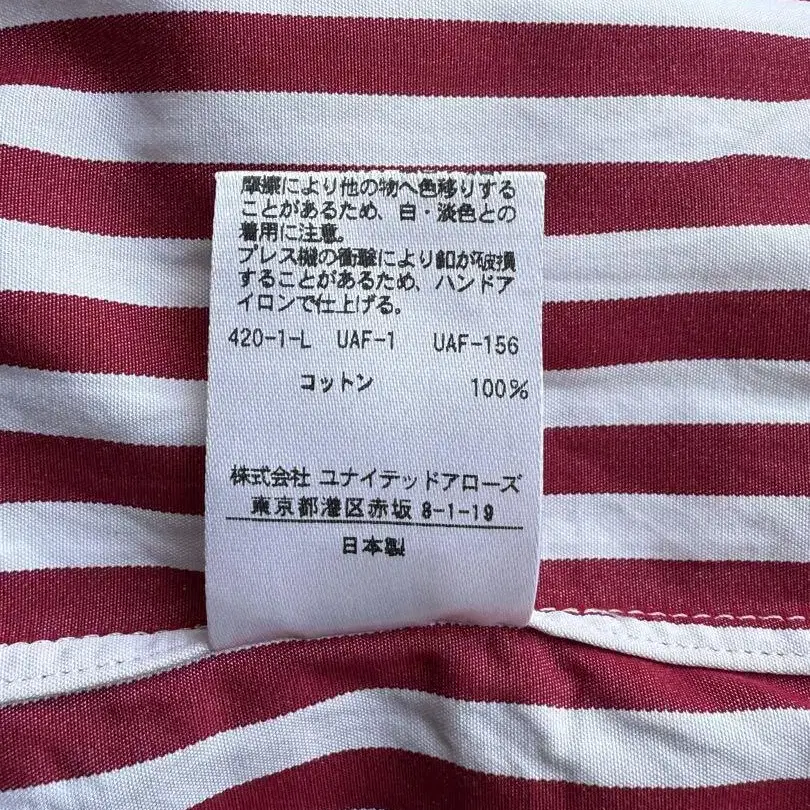 摩擦により他の物へ色移りする
ことがあるため、白・淡色との
着用に注意。
プレス機の衝撃により釦が破損
することがあるため、ハンドア
イロンで仕上げる。
420-1-L UAF-1 UAF-156
コットン 100%
株式会社 ユナイテッドアローズ
東京都港区赤坂 8-1-19
日本製